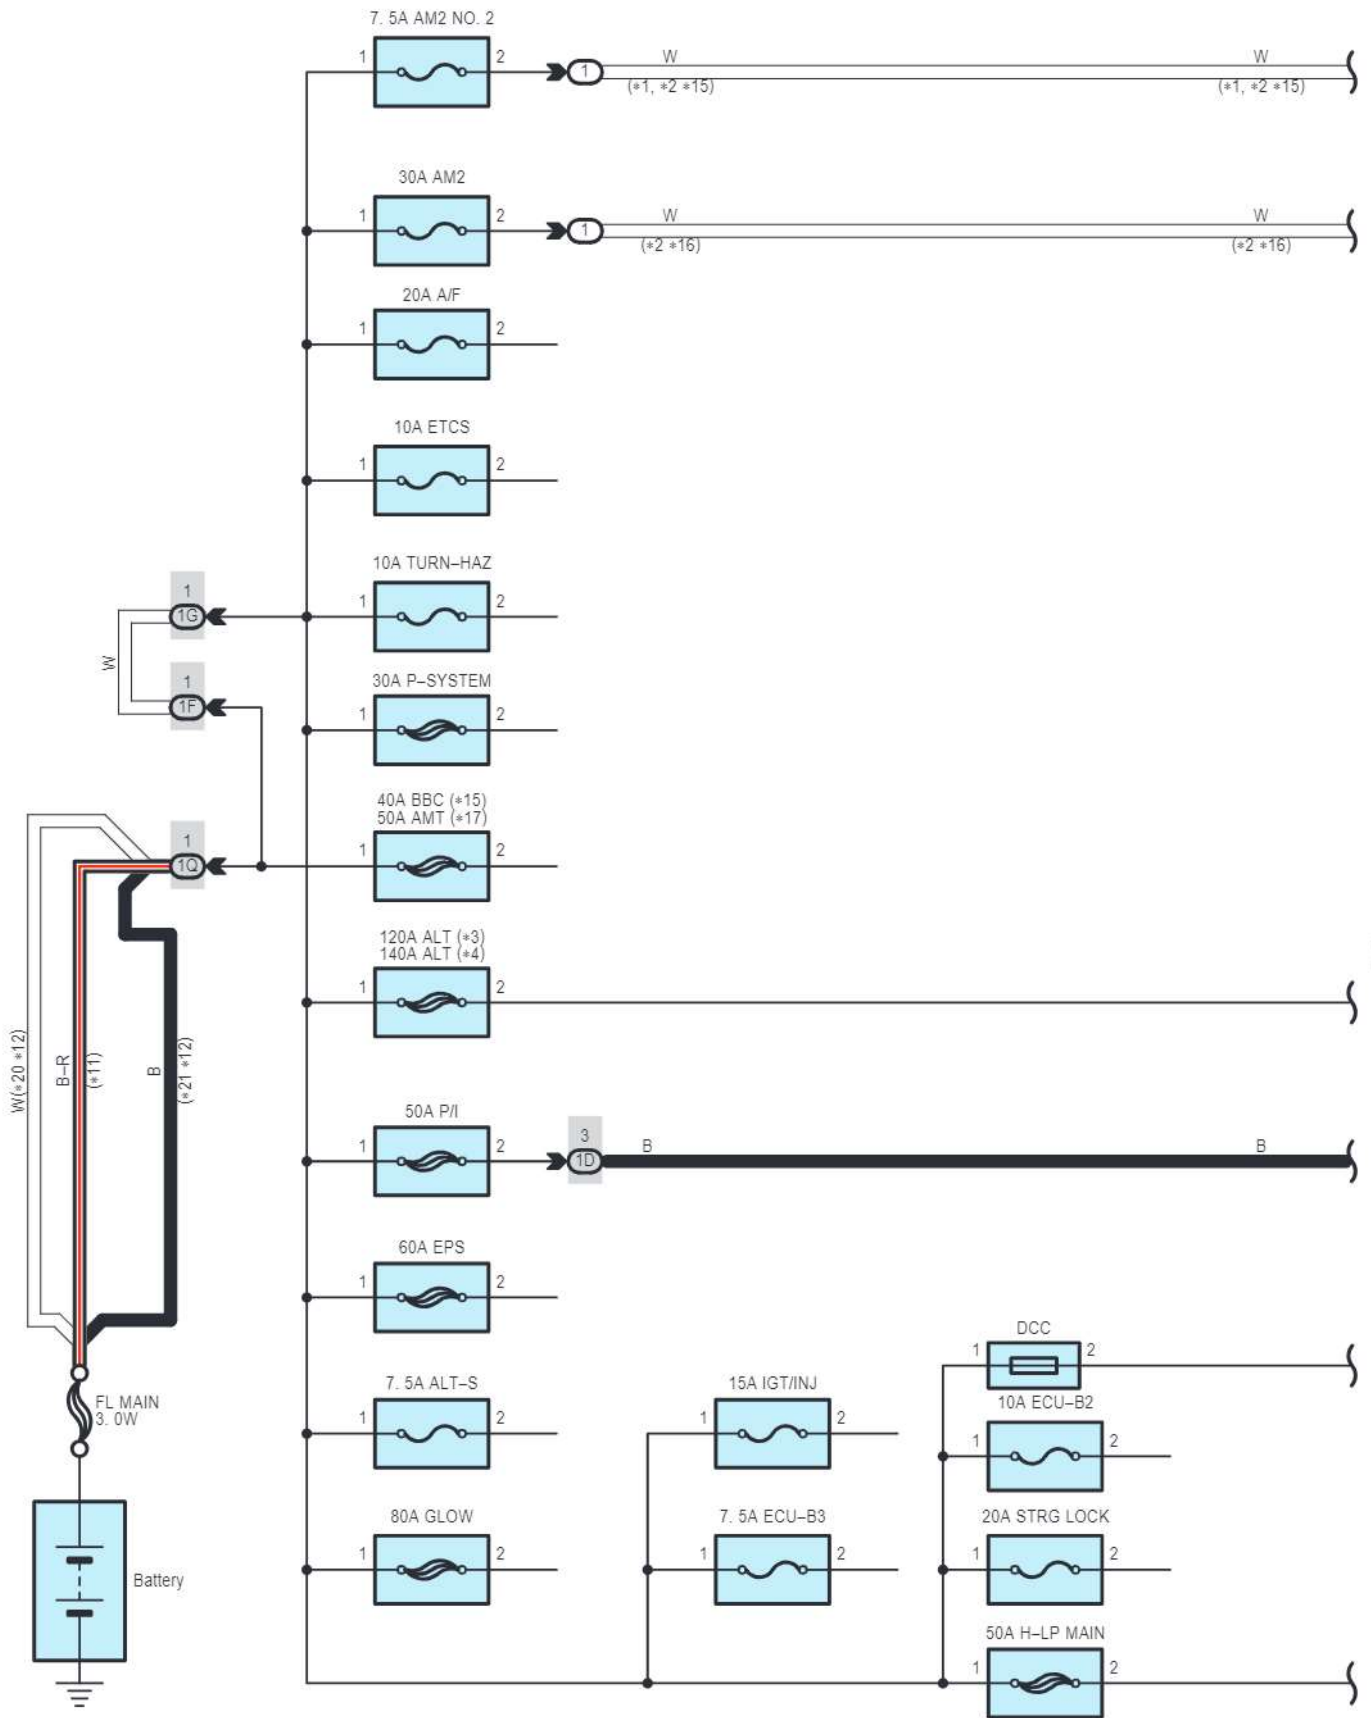 7. 5A AM2 NO. 2
1 2
1
W W
(*1, *2 *15) (*1, *2 *15)
30A AM2
1 2
1
W W
(*2 *16) (*2 *16)
20A A/F
1 2
10A ETCS
1 2
10A TURN–HAZ
1 2
1
1G
W
1
1F
30A P–SYSTEM
1 2
40A BBC (*15)
50A AMT (*17)
1 2
1
1Q
120A ALT (*3)
140A ALT (*4)
1 2
W(*20 *12)
B–R
(*11)
B
(*21 *12)
50A P/I
1 2
3
1D
B B
60A EPS
1 2
DCC
1 2
FL MAIN
3. 0W
7. 5A ALT–S
1 2
15A IGT/INJ
1 2
10A ECU–B2
1 2
80A GLOW
1 2
7. 5A ECU–B3
1 2
20A STRG LOCK
1 2
Battery
50A H–LP MAIN
1 2